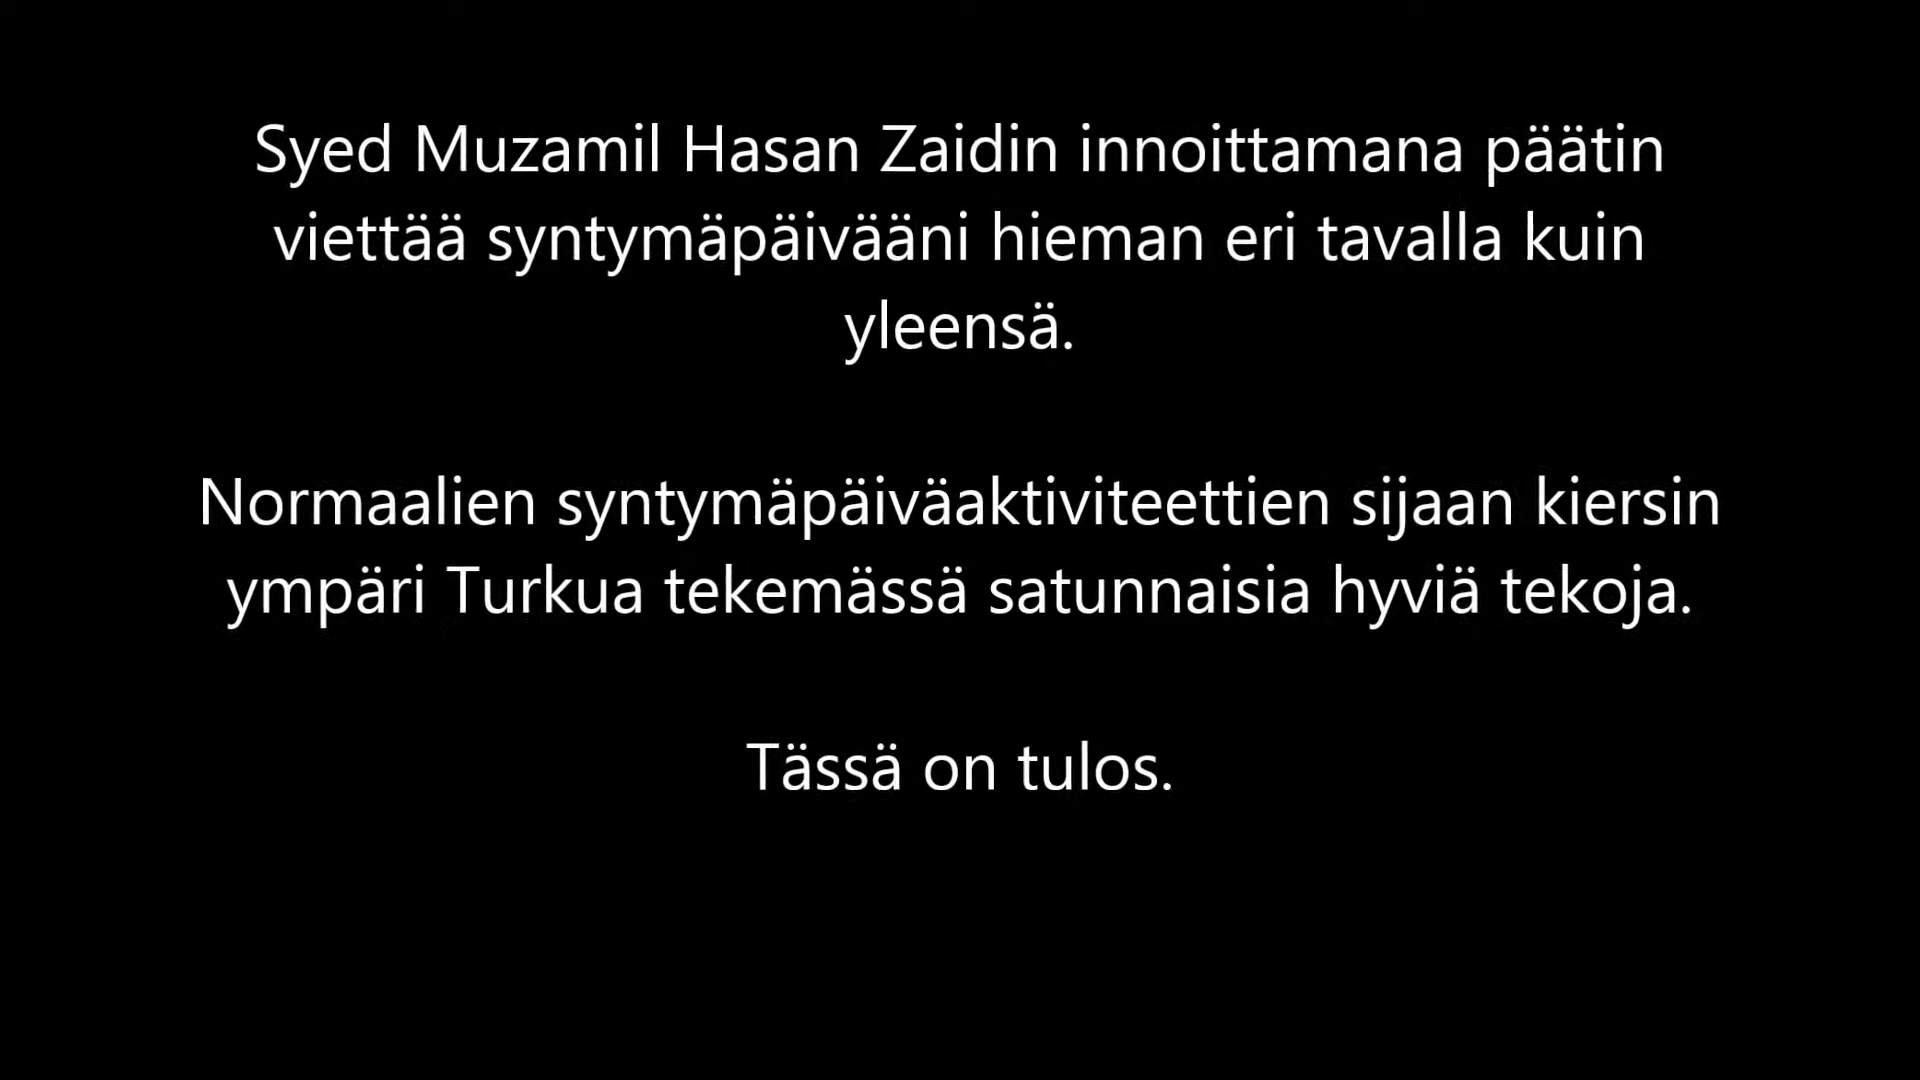 Syed Muzamil Hasan Zaidin innoittamana päätin
viettää syntymäpäivääni hieman eri tavalla kuin
yleensä.
Normaalien syntymäpäiväaktiviteettien sijaan kiersin
ympäri Turkua tekemässä satunnaisia hyviä tekoja.
Tässä on tulos.